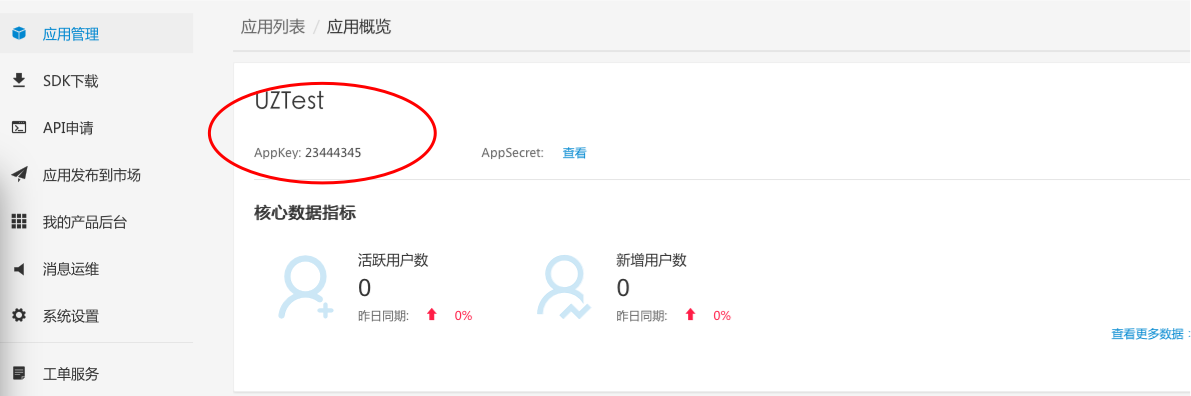 应用管理
SDK下载
API申请
应用发布到市场
我的产品后台
消息运维
系统设置
工单服务
应用列表 / 应用概览
UZTest
AppKey: 23444345 AppSecret: 查看
核心数据指标
活跃用户数
0
昨日同期: 0%
新增用户数
0
昨日同期: 0%
查看更多数据